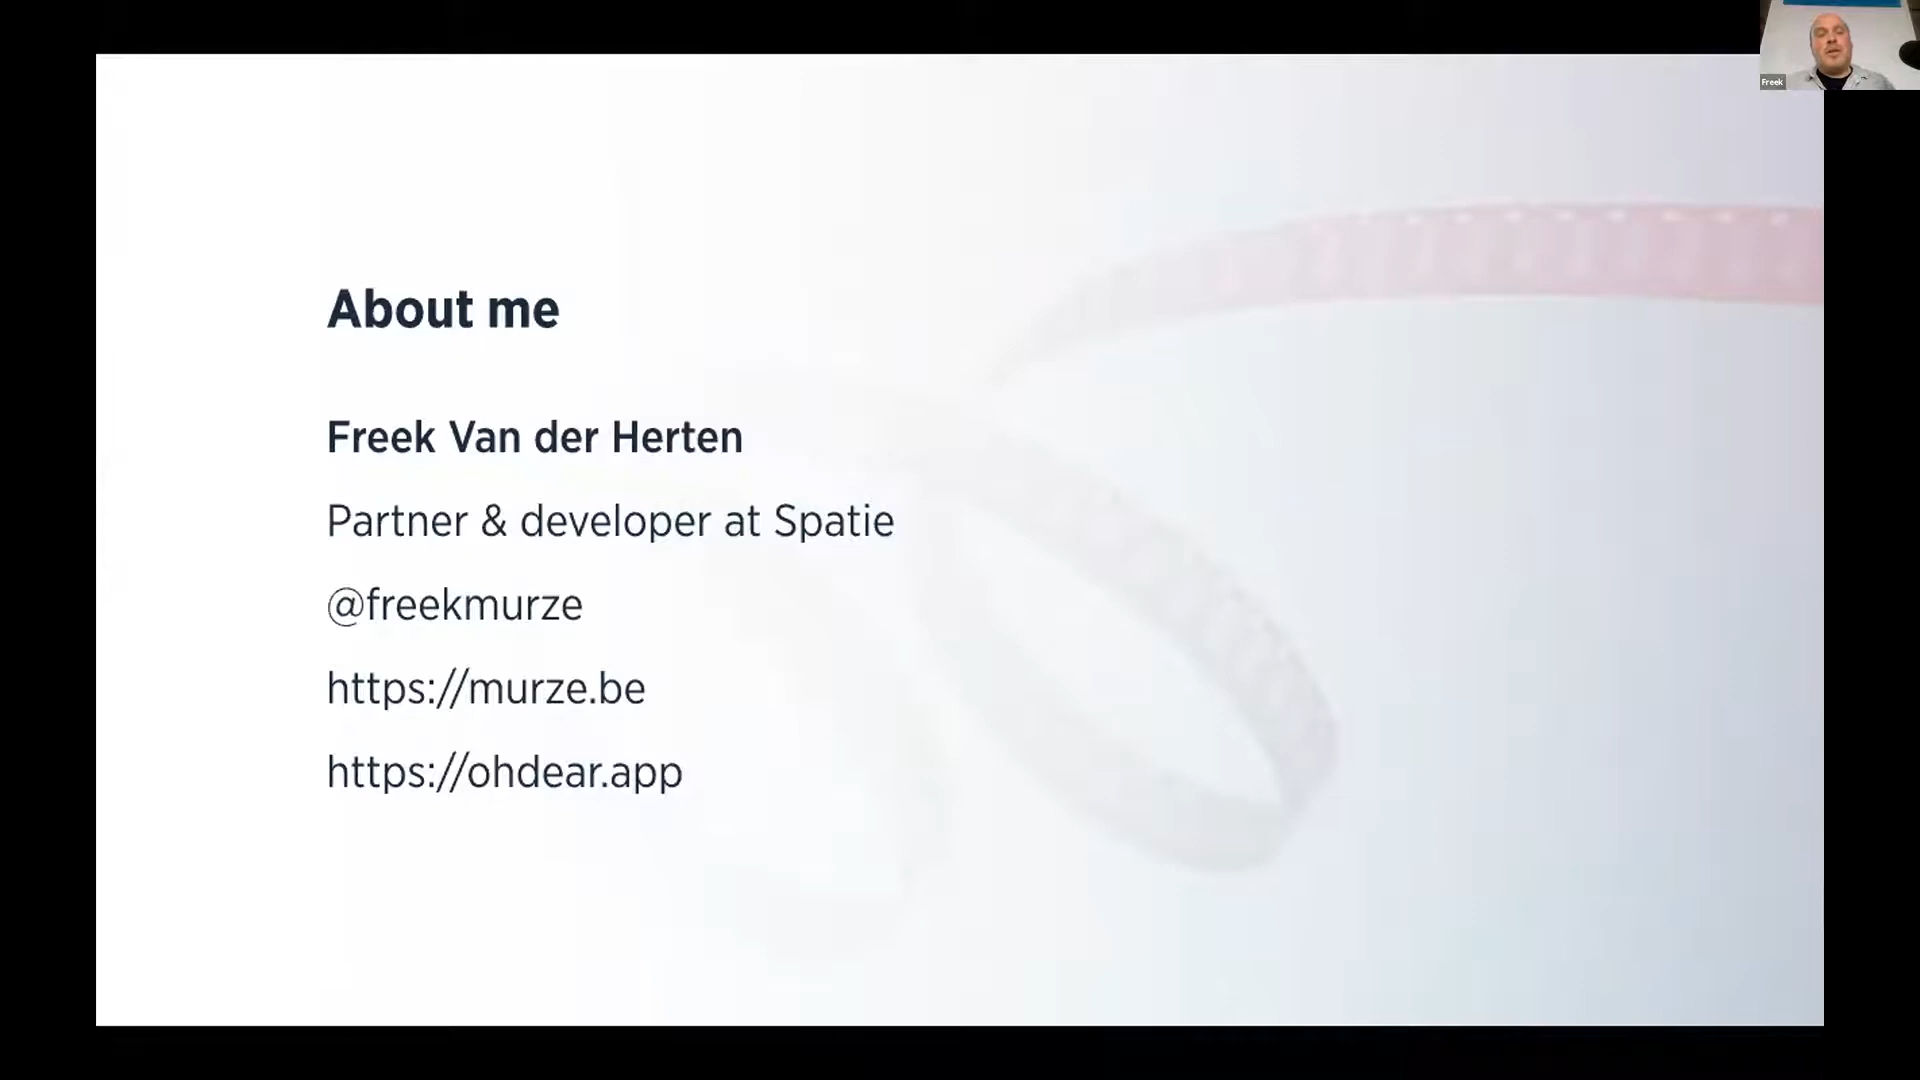 Freek
About me
Freek Van der Herten
Partner & developer at Spatie
@freekmurze
https://murze.be
https://ohdear.app